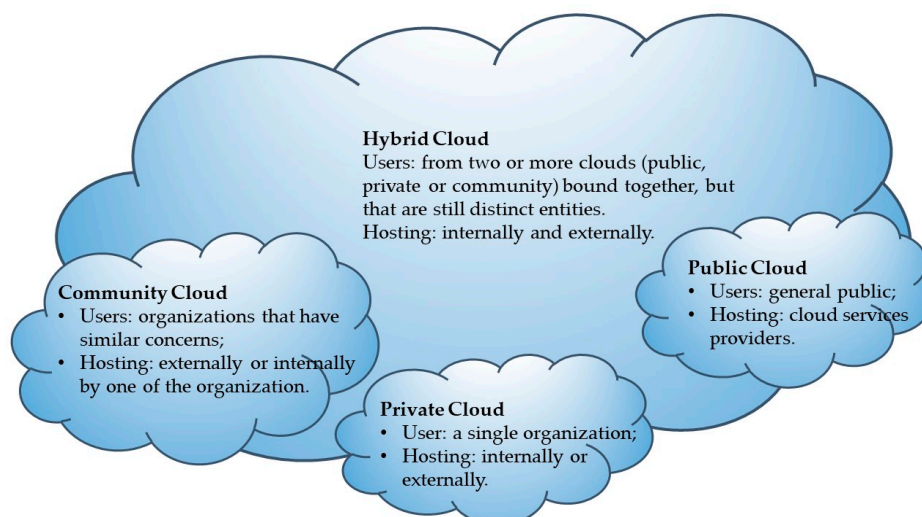 Hybrid Cloud
Users: from two or more clouds (public,
private or community) bound together, but
that are still distinct entities.
Hosting: internally and externally.
Community Cloud
• Users: organizations that have
similar concerns;
• Hosting: externally or internally
by one of the organization.
Public Cloud
• Users: general public;
• Hosting: cloud services
providers.
Private Cloud
• User: a single organization;
• Hosting: internally or
externally.